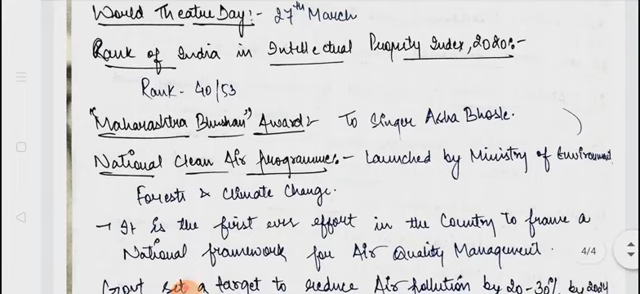 World Theatre Day:- 27th March
Rank of India in Intellectual Property Index, 2020:-
Rank - 40/53
"Maharashtra Bhushan" Award:- To Singer Asha Bhosle.
National Clean Air Programme:- Launched by Ministry of Environment
Forests & Climate Change.
→ It is the first ever effort in the Country to frame a
National framework for Air Quality Management.
4/4
Govt set a target to reduce Air pollution by 20-30% by 2024